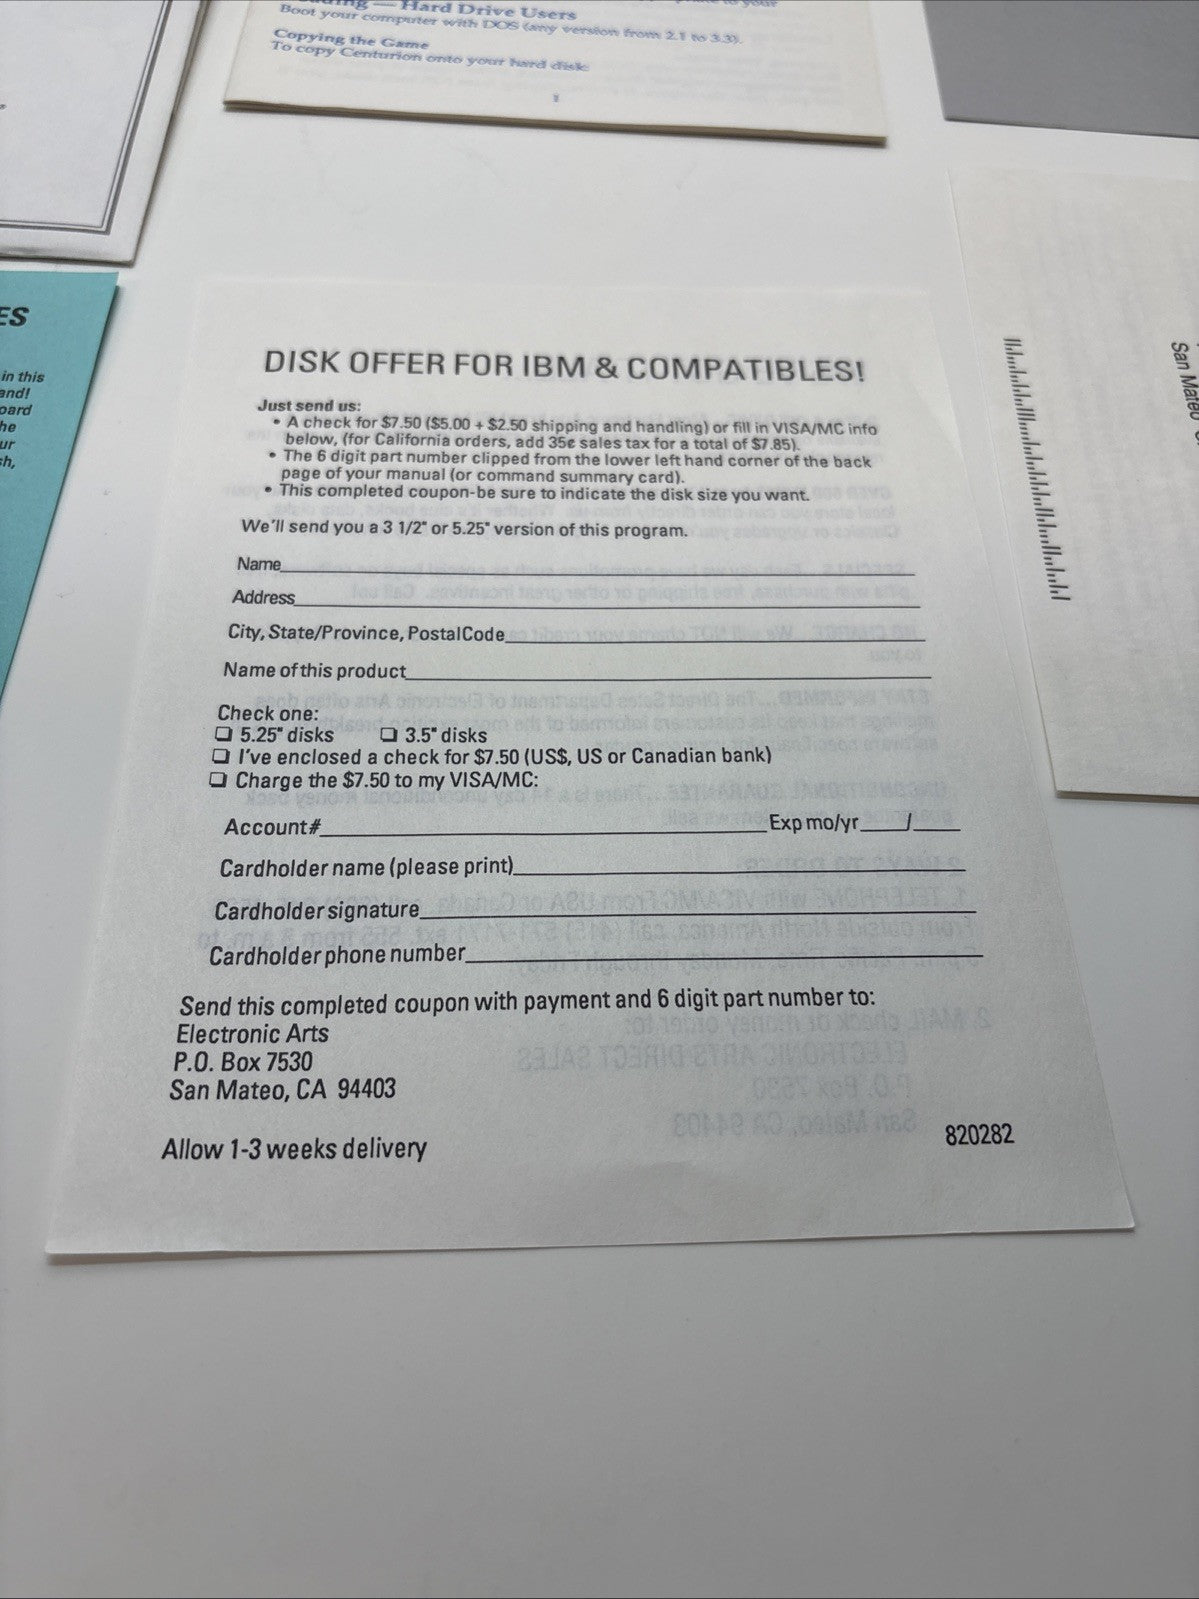 — Hard Drive Users
Boot your computer with DOS (any version from 2.1 to 3.3).
Copying the Game
To copy Centurion onto your hard disk:
ES
in this
and!
oard
he
ur
sh,
San Mateo
DISK OFFER FOR IBM & COMPATIBLES!
Just send us:
• A check for $7.50 ($5.00 + $2.50 shipping and handling) or fill in VISA/MC info
below, (for California orders, add 35¢ sales tax for a total of $7.85).
• The 6 digit part number clipped from the lower left hand corner of the back
page of your manual (or command summary card).
• This completed coupon-be sure to indicate the disk size you want.
We'll send you a 3 1/2" or 5.25" version of this program.
Name
Address
City, State/Province, Postal Code
Name of this product
Check one:
❏ 5.25" disks ❏ 3.5" disks
❏ I've enclosed a check for $7.50 (US$, US or Canadian bank)
❏ Charge the $7.50 to my VISA/MC:
Account# Exp mo/yr /
Cardholder name (please print)
Cardholder signature
Cardholder phone number
Send this completed coupon with payment and 6 digit part number to:
Electronic Arts
P.O. Box 7530
San Mateo, CA 94403
Allow 1-3 weeks delivery
820282